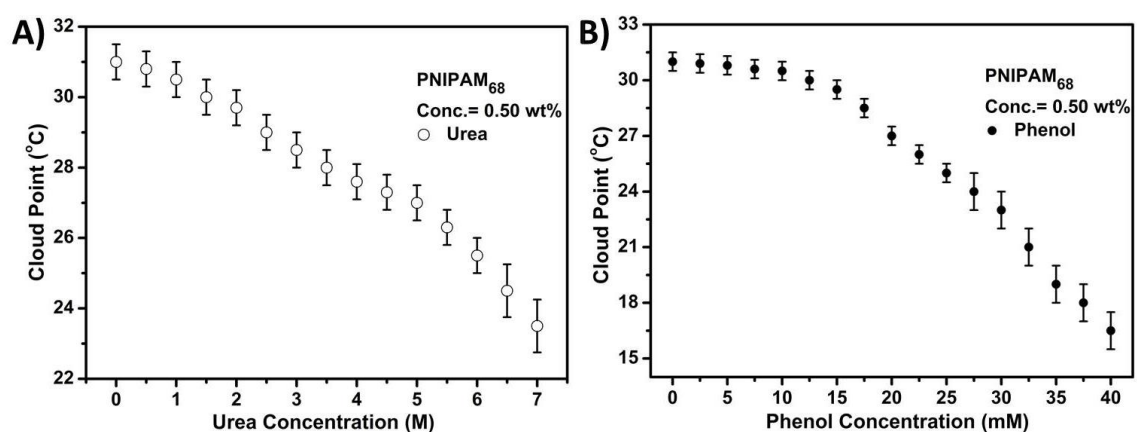 A)
32
30
28
26
24
22
Cloud Point (°C)
PNIPAM₆₈
Conc.= 0.50 wt%
Urea
0 1 2 3 4 5 6 7
Urea Concentration (M)
B)
33
30
27
24
21
18
15
Cloud Point (°C)
PNIPAM₆₈
Conc.= 0.50 wt%
Phenol
0 5 10 15 20 25 30 35 40
Phenol Concentration (mM)